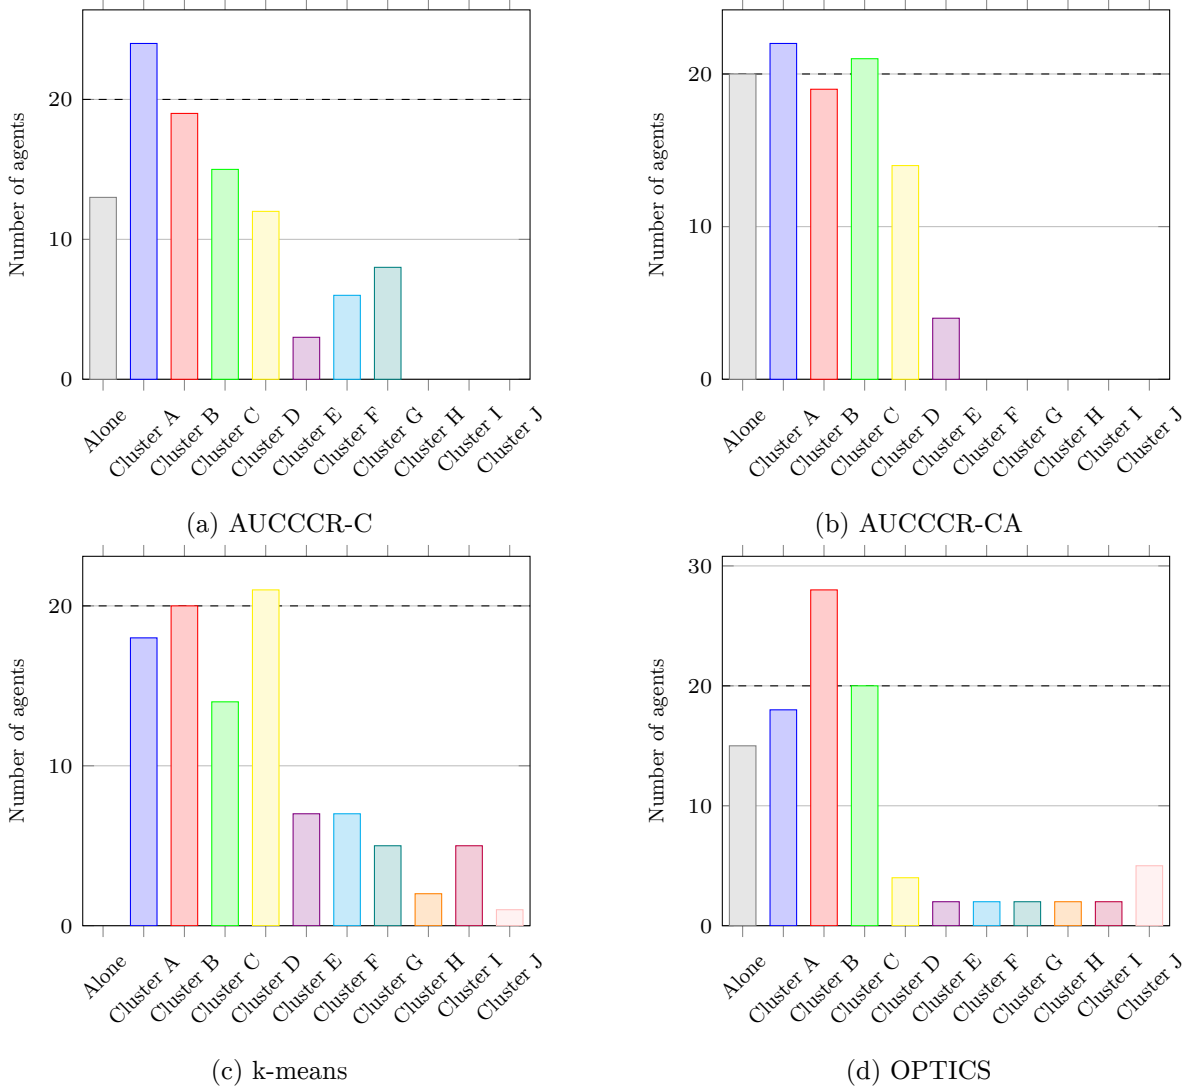 Number of agents
20
10
0
Alone
Cluster A
Cluster B
Cluster C
Cluster D
Cluster E
Cluster F
Cluster G
Cluster H
Cluster I
Cluster J
(a) AUCCCR-C
Number of agents
20
10
0
Alone
Cluster A
Cluster B
Cluster C
Cluster D
Cluster E
Cluster F
Cluster G
Cluster H
Cluster I
Cluster J
(b) AUCCCR-CA
Number of agents
20
10
0
Alone
Cluster A
Cluster B
Cluster C
Cluster D
Cluster E
Cluster F
Cluster G
Cluster H
Cluster I
Cluster J
(c) k-means
Number of agents
30
20
10
0
Alone
Cluster A
Cluster B
Cluster C
Cluster D
Cluster E
Cluster F
Cluster G
Cluster H
Cluster I
Cluster J
(d) OPTICS